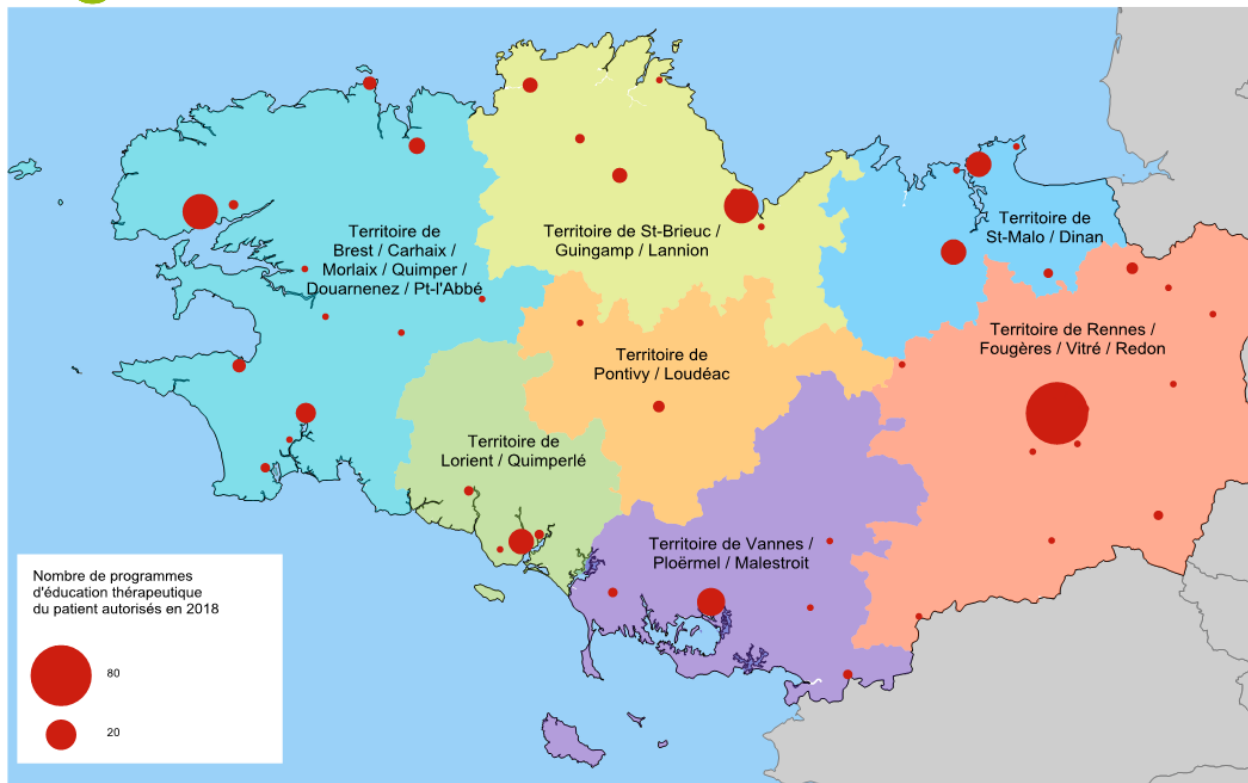 Territoire de
Brest / Carhaix /
Morlaix / Quimper /
Douarnenez / Pt-l'Abbé
Territoire de St-Brieuc /
Guingamp / Lannion
Territoire de
St-Malo / Dinan
Territoire de Rennes /
Fougères / Vitré / Redon
Territoire de
Pontivy / Loudéac
Territoire de
Lorient / Quimperlé
Territoire de Vannes /
Ploërmel / Malestroit
Nombre de programmes
d'éducation thérapeutique
du patient autorisés en 2018
80
20